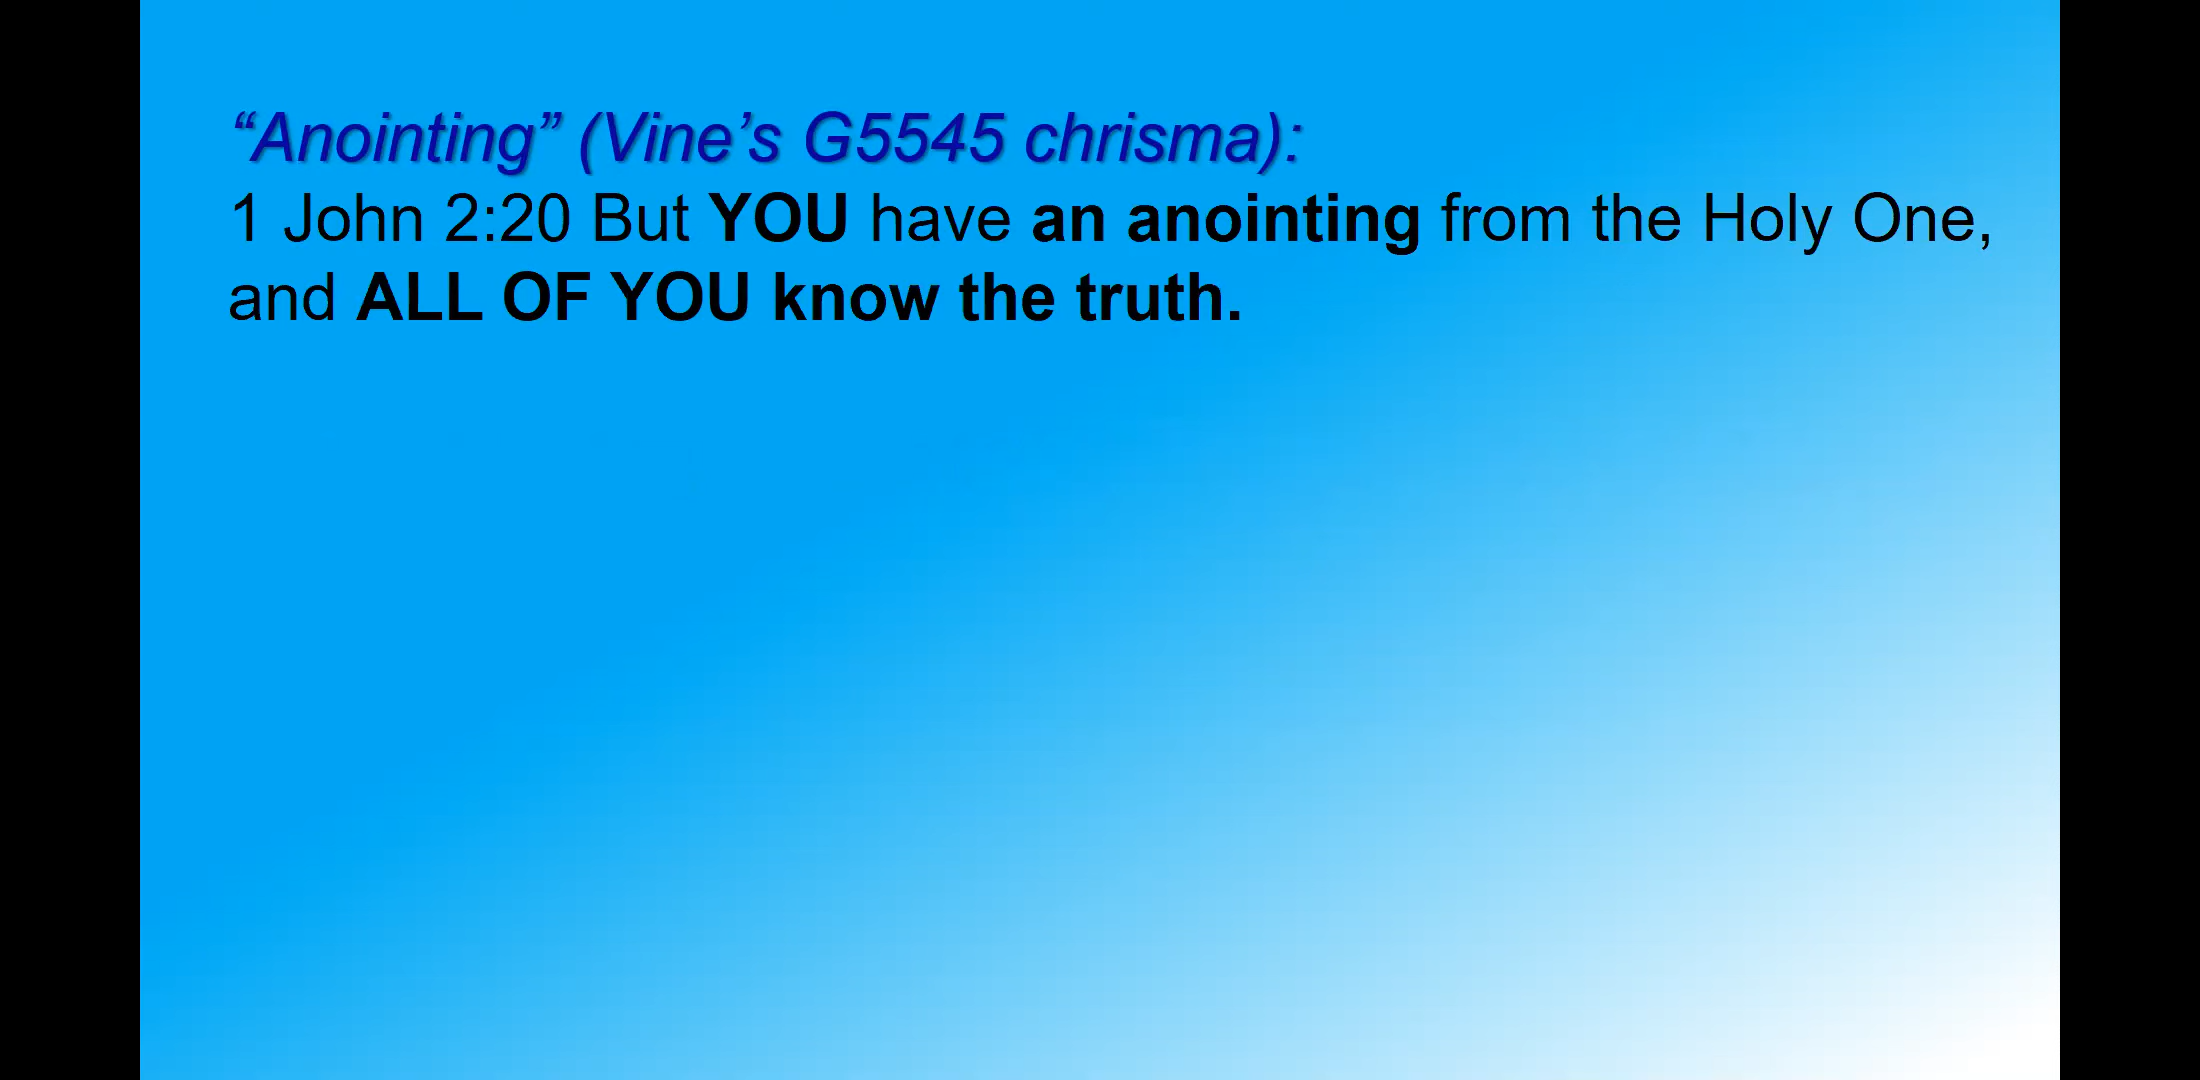 “Anointing” (Vine’s G5545 chrisma):
1 John 2:20 But YOU have an anointing from the Holy One,
and ALL OF YOU know the truth.